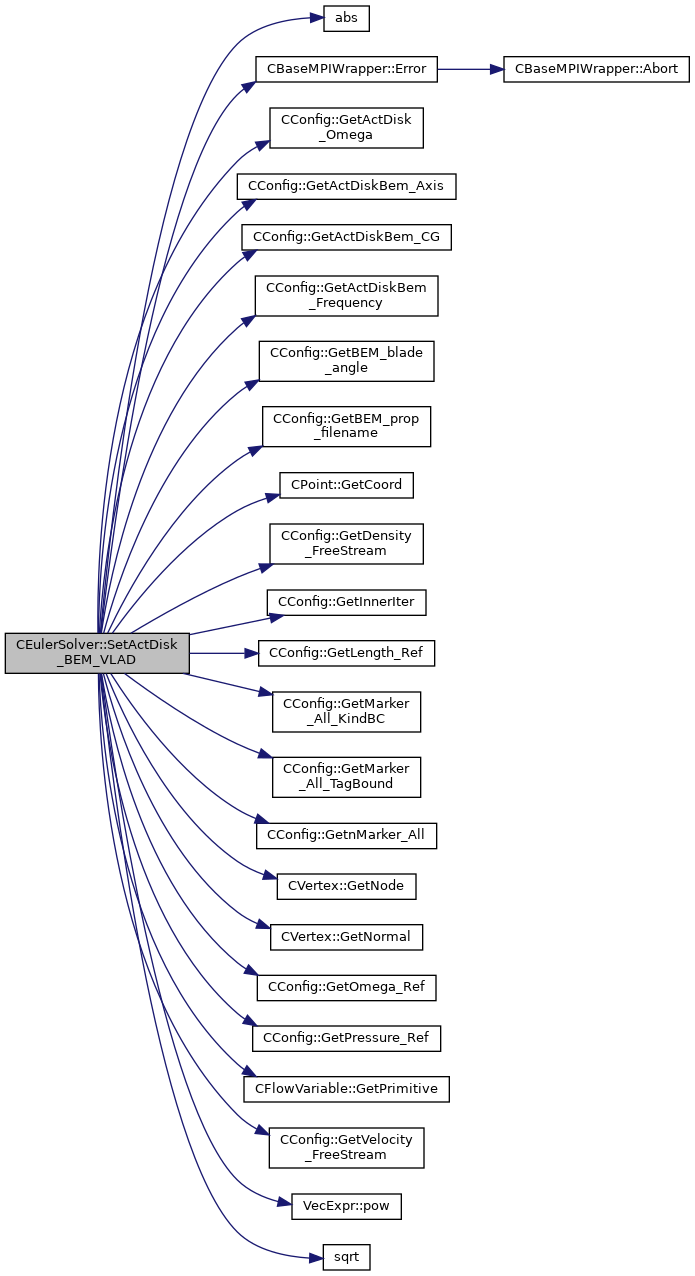 abs
CBaseMPIWrapper::Error
CBaseMPIWrapper::Abort
CConfig::GetActDisk
_Omega
CConfig::GetActDiskBem_Axis
CConfig::GetActDiskBem_CG
CConfig::GetActDiskBem
_Frequency
CConfig::GetBEM_blade
_angle
CConfig::GetBEM_prop
_filename
CPoint::GetCoord
CConfig::GetDensity
_FreeStream
CConfig::GetInnerIter
CEulerSolver::SetActDisk
_BEM_VLAD
CConfig::GetLength_Ref
CConfig::GetMarker
_All_KindBC
CConfig::GetMarker
_All_TagBound
CConfig::GetnMarker_All
CVertex::GetNode
CVertex::GetNormal
CConfig::GetOmega_Ref
CConfig::GetPressure_Ref
CFlowVariable::GetPrimitive
CConfig::GetVelocity
_FreeStream
VecExpr::pow
sqrt